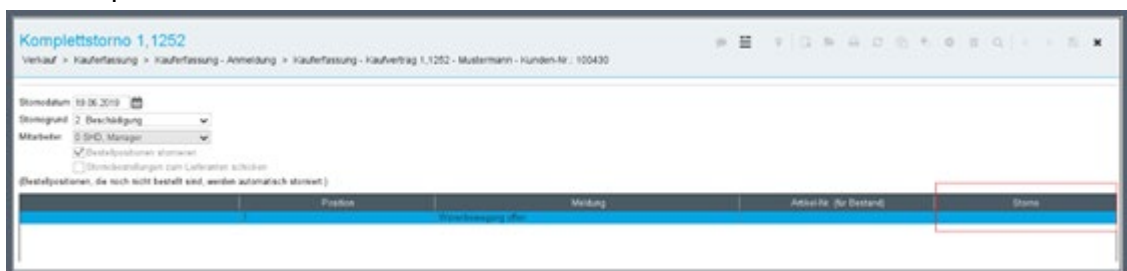 Komplettstorno 1,1252
Verkauf > Kauferfassung > Kauferfassung - Anmeldung > Kauferfassung - Kaufvertrag 1,1252 - Mustermann - Kunden-Nr.: 100430
Stornodatum 19.06.2019
Stornogrund 2 Beschädigung
Mitarbeiter 0 SHD, Manager
Bestellpositionen stornieren
Stornobestellungen zum Lieferanten schicken
(Bestellpositionen, die noch nicht bestellt sind, werden automatisch storniert.)
Position Meldung Artikel-Nr. (für Bestand) Storno
1 Warenbewegung offen